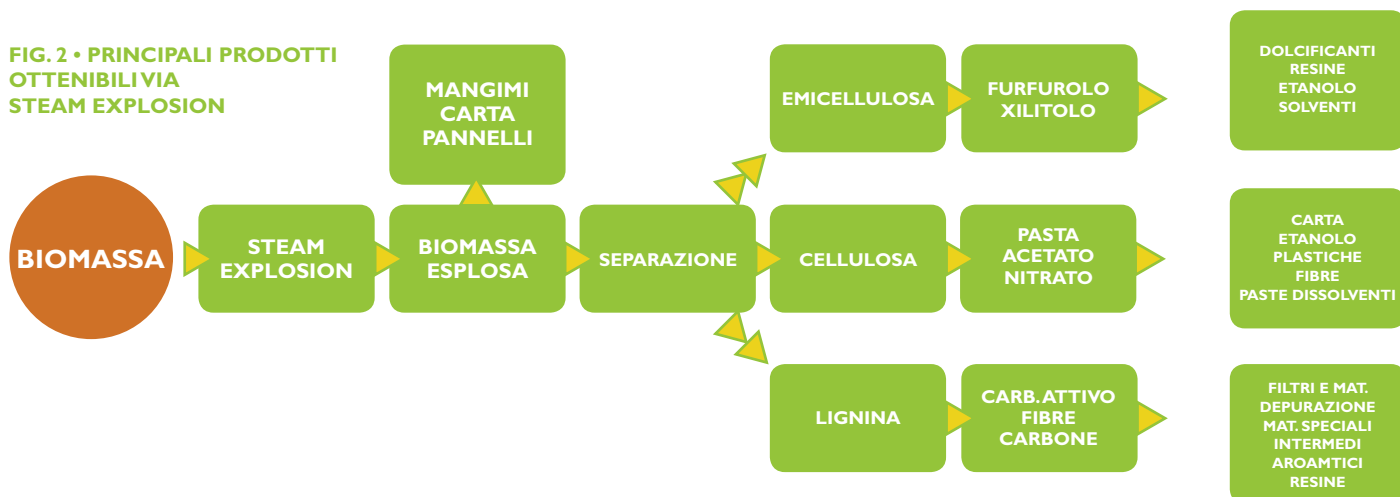 FIG. 2 • PRINCIPALI PRODOTTI
OTTENIBILI VIA
STEAM EXPLOSION
BIOMASSA
STEAM
EXPLOSION
MANGIMI
CARTA
PANNELLI
BIOMASSA
ESPLOSA
SEPARAZIONE
EMICELLULOSA
FURFUROLO
XILITOLO
DOLCIFICANTI
RESINE
ETANOLO
SOLVENTI
CELLULOSA
PASTA
ACETATO
NITRATO
CARTA
ETANOLO
PLASTICHE
FIBRE
PASTE DISSOLVENTI
LIGNINA
CARB. ATTIVO
FIBRE
CARBONE
FILTRI E MAT.
DEPURAZIONE
MAT. SPECIALI
INTERMEDI
AROAMTICI
RESINE